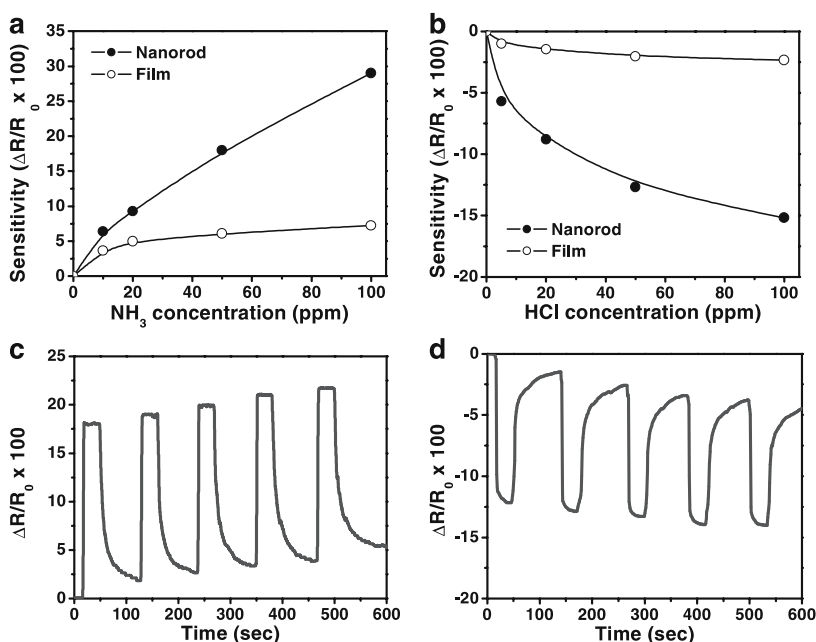 a
Sensitivity (ΔR/R₀ x 100)
35
30
25
20
15
10
5
0
Nanorod
Film
0 20 40 60 80 100
NH₃ concentration (ppm)
b
Sensitivity (ΔR/R₀ x 100)
0
-5
-10
-15
-20
Nanorod
Film
0 20 40 60 80 100
HCl concentration (ppm)
c
ΔR/R₀ x 100
25
20
15
10
5
0
0 100 200 300 400 500 600
Time (sec)
d
ΔR/R₀ x 100
0
-5
-10
-15
-20
0 100 200 300 400 500 600
Time (sec)